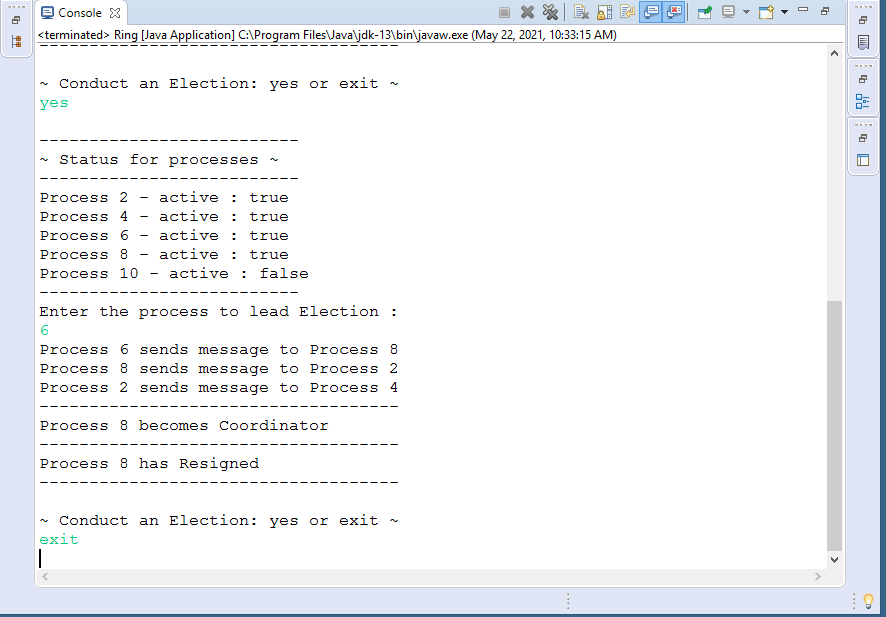 Console
<terminated> Ring [Java Application] C:\Program Files\Java\jdk-13\bin\javaw.exe (May 22, 2021, 10:33:15 AM)
------------------------------------
~ Conduct an Election: yes or exit ~
yes
--------------------------
~ Status for processes ~
--------------------------
Process 2 - active : true
Process 4 - active : true
Process 6 - active : true
Process 8 - active : true
Process 10 - active : false
--------------------------
Enter the process to lead Election :
6
Process 6 sends message to Process 8
Process 8 sends message to Process 2
Process 2 sends message to Process 4
------------------------------------
Process 8 becomes Coordinator
------------------------------------
Process 8 has Resigned
------------------------------------
~ Conduct an Election: yes or exit ~
exit